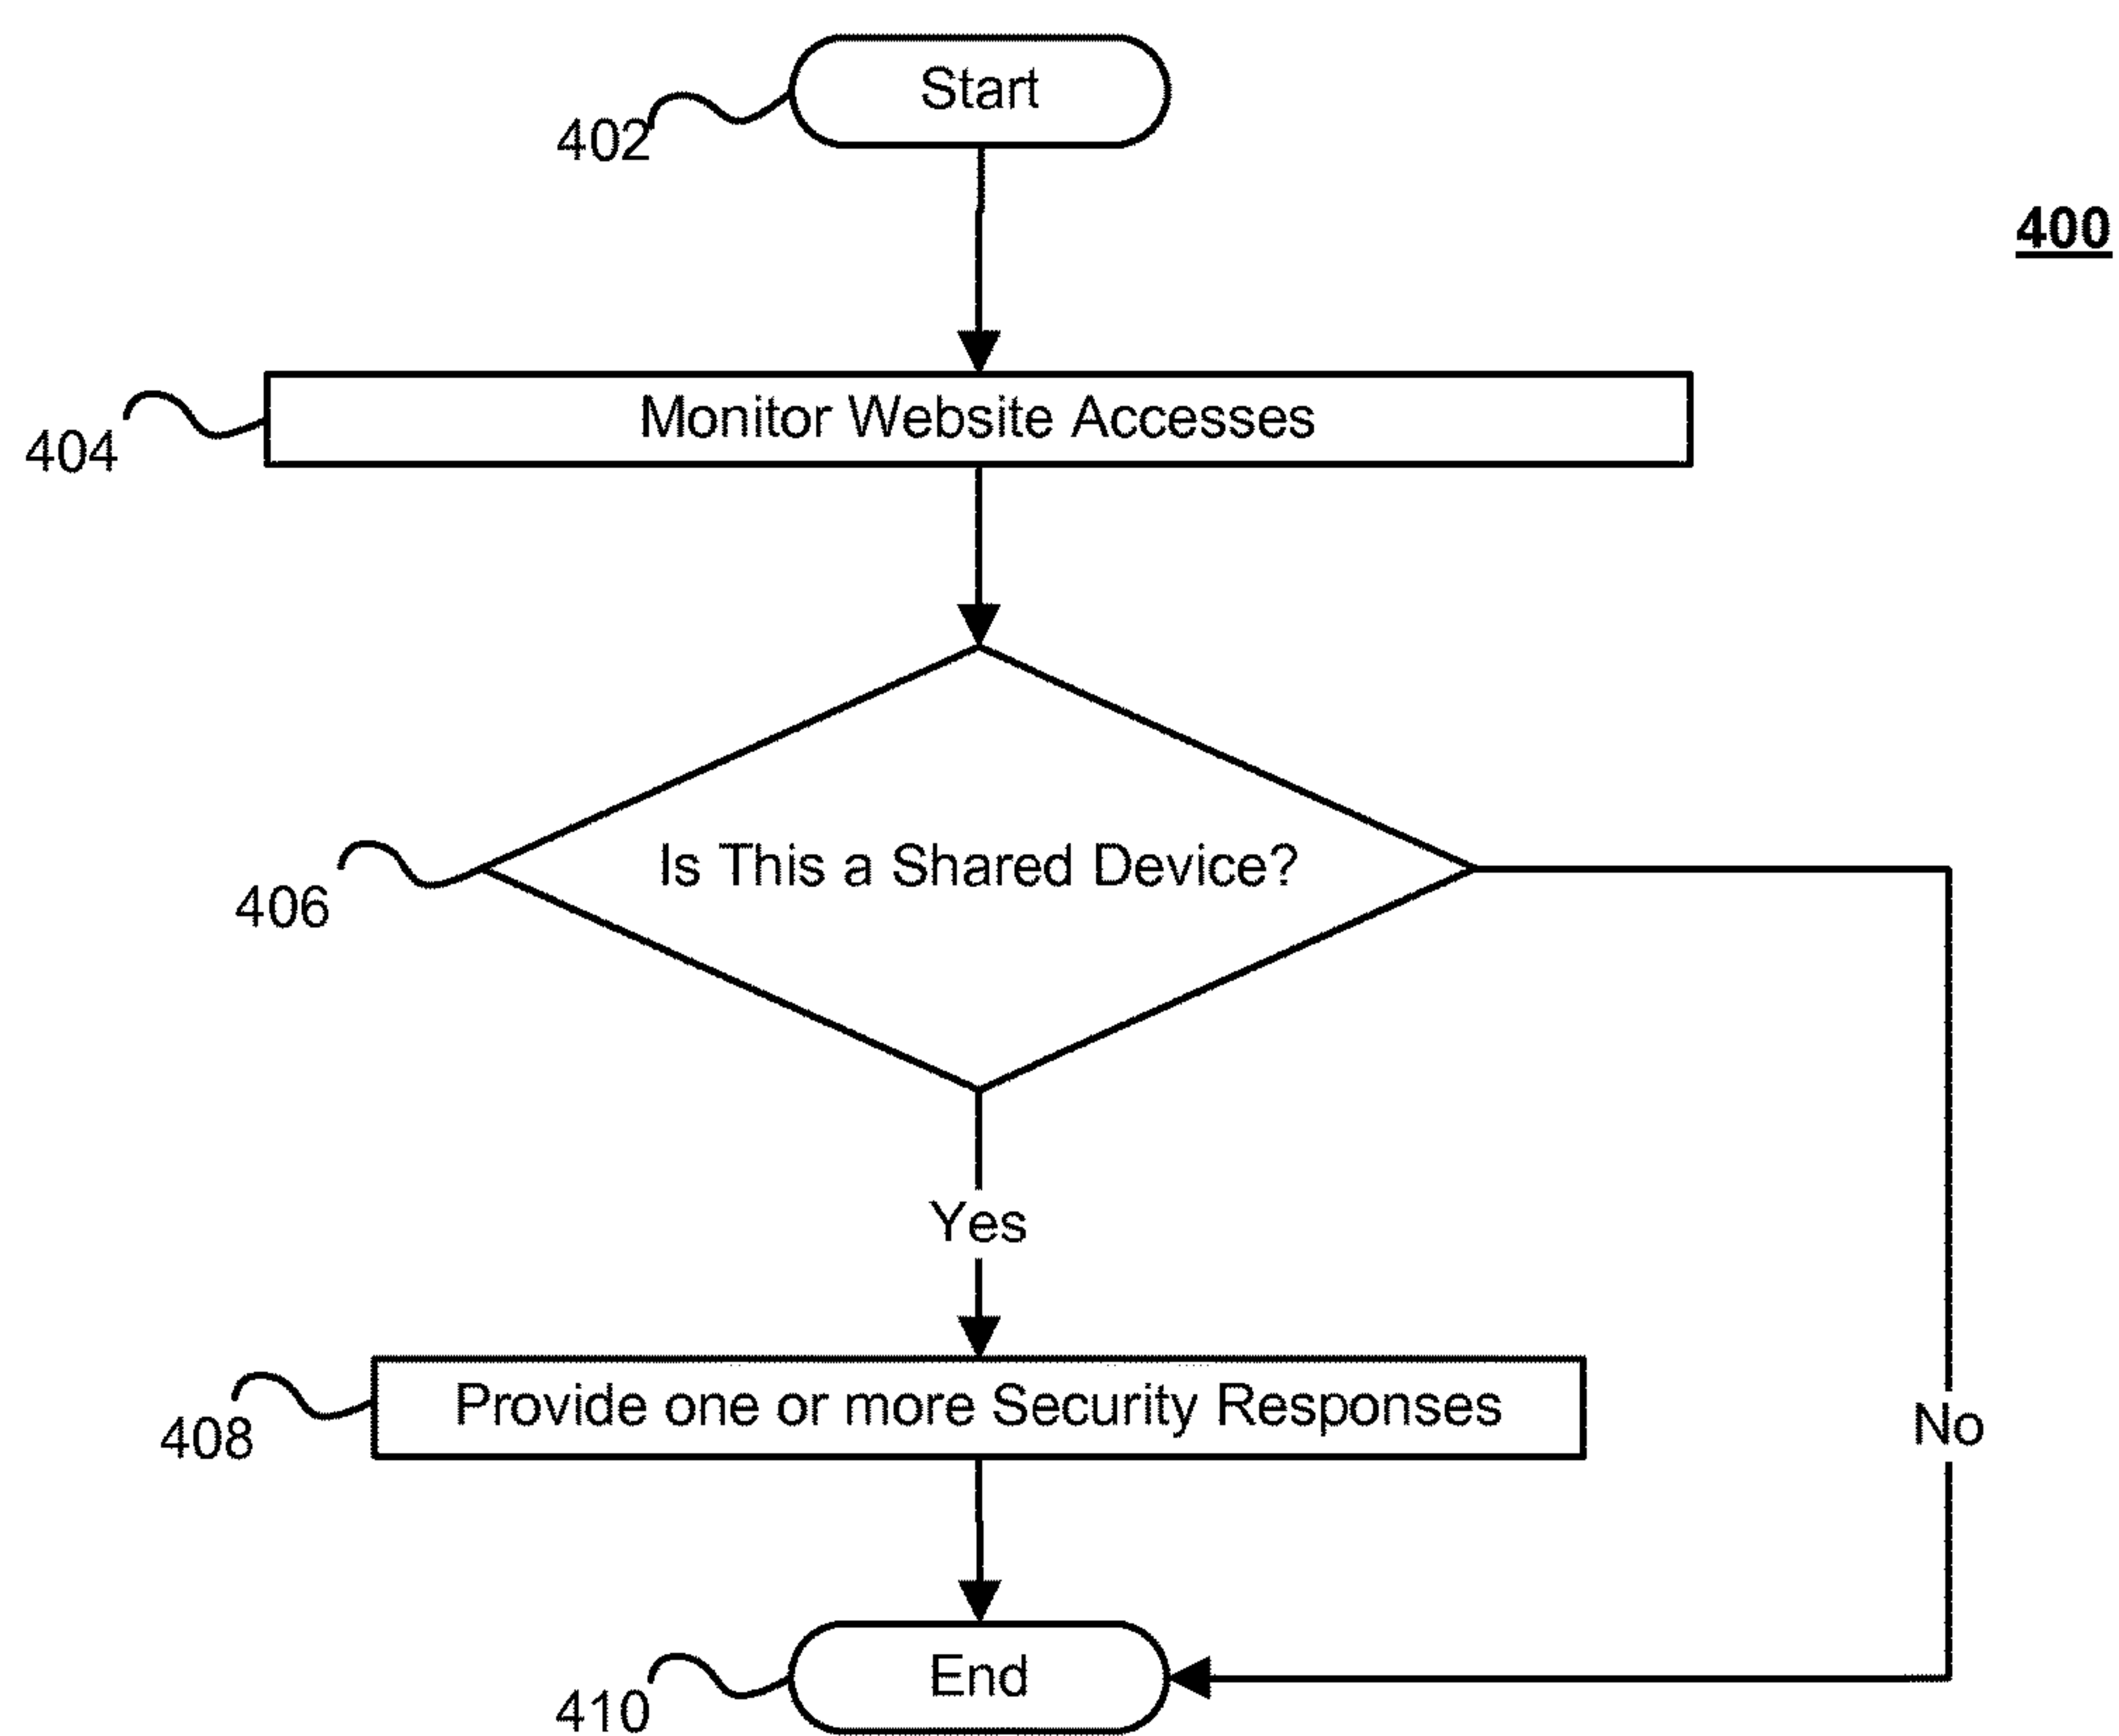 Start
402
400
Monitor Website Accesses
404
Is This a Shared Device?
406
Yes
Provide one or more Security Responses
408
No
End
410